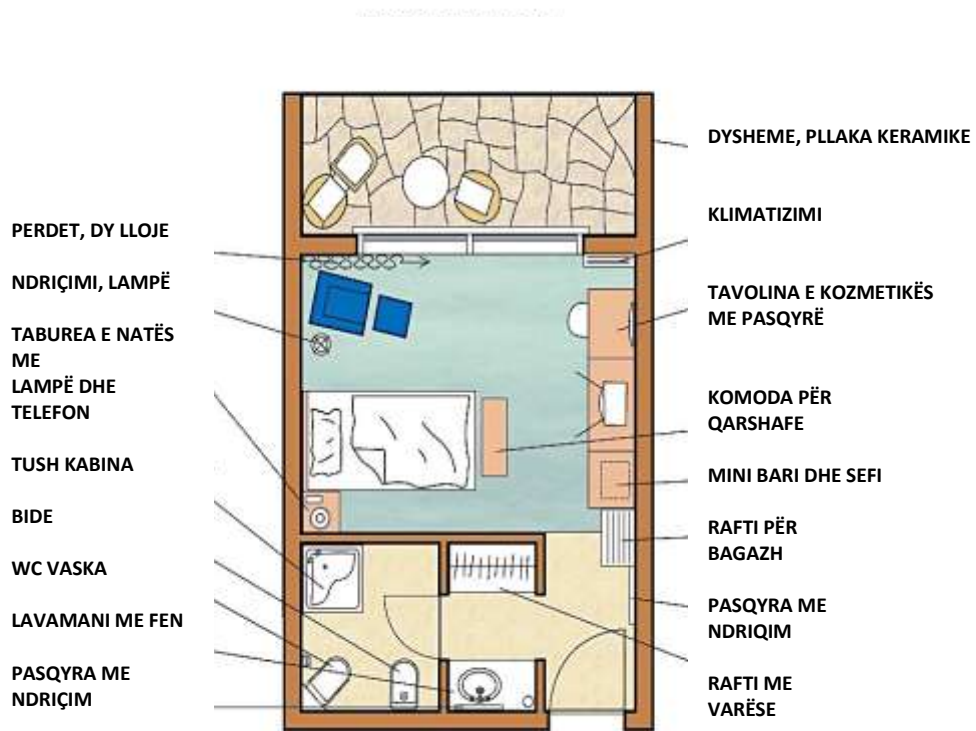 PERDET, DY LLOJE
NDRIÇIMI, LAMPË
TABUREA E NATËS
ME
LAMPË DHE
TELEFON
TUSH KABINA
BIDE
WC VASKA
LAVAMANI ME FEN
PASQYRA ME
NDRIÇIM
DYSHEME, PLLAKA KERAMIKE
KLIMATIZIMI
TAVOLINA E KOZMETIKËS
ME PASQYRË
KOMODA PËR
QARSHAFE
MINI BARI DHE SEFI
RAFTI PËR
BAGAZH
PASQYRA ME
NDRIQIM
RAFTI ME
VARËSE